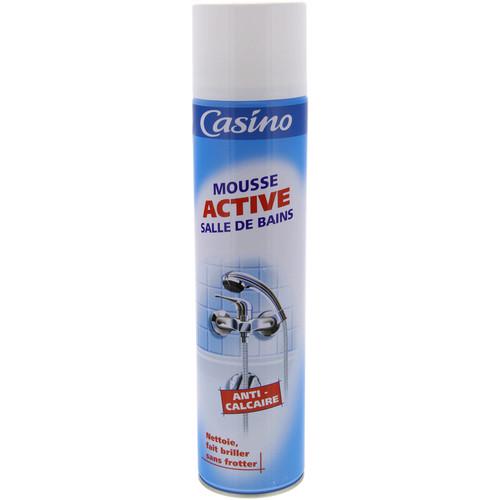 Casino
MOUSSE
ACTIVE
SALLE DE BAINS
ANTI -
CALCAIRE
Nettoie,
fait briller
sans frotter